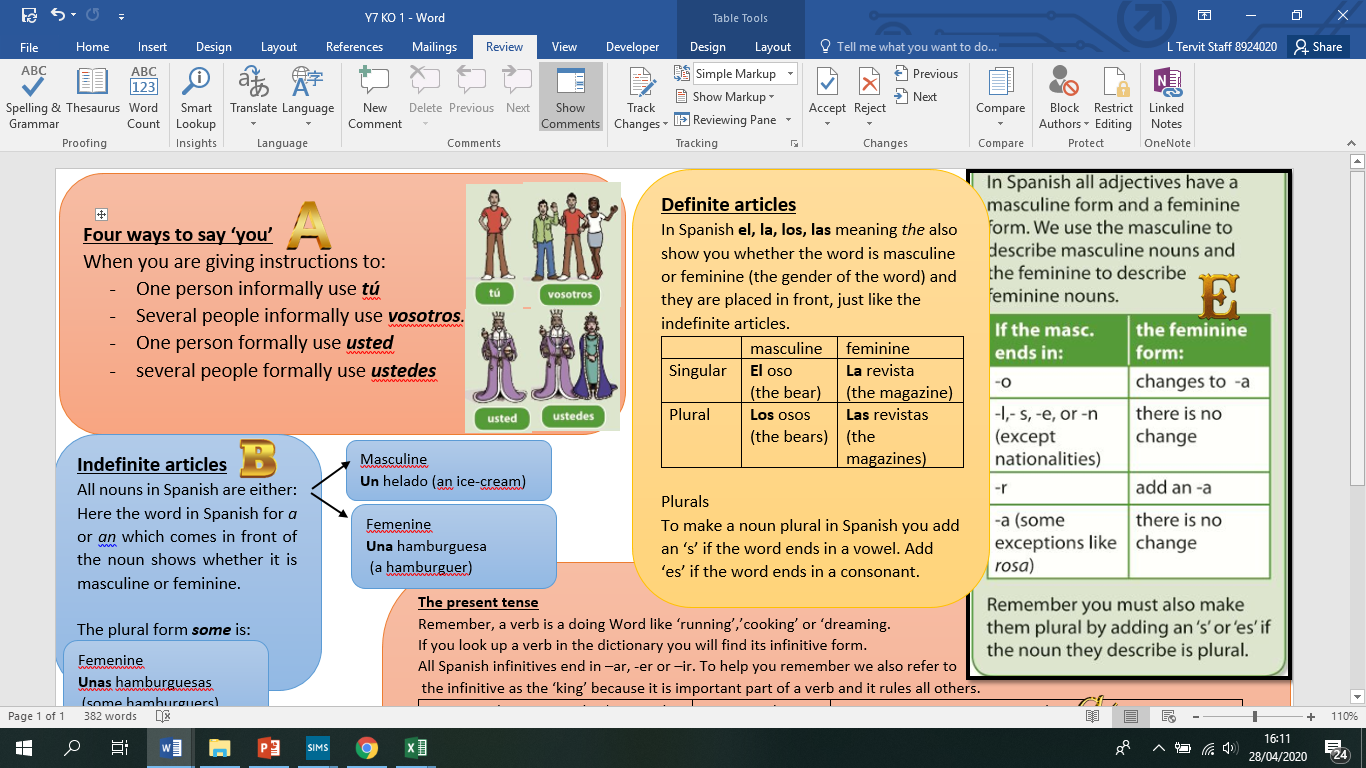 Y7 KO 1 - Word
Table Tools
File
Home
Insert
Design
Layout
References
Mailings
Review
View
Developer
Design
Layout
Tell me what you want to do...
L Tervit Staff 8924020
Share
ABC
Spelling &
Grammar
Thesaurus
ABC
123
Word
Count
Proofing
Smart
Lookup
Insights
Translate
Language
Language
New
Comment
Delete
Previous
Next
Show
Comments
Comments
Track
Changes
Simple Markup
Show Markup
Reviewing Pane
Tracking
Accept
Reject
Previous
Next
Changes
Compare
Compare
Block
Authors
Restrict
Editing
Protect
Linked
Notes
OneNote
Four ways to say ‘you’
A
When you are giving instructions to:
- One person informally use tú
- Several people informally use vosotros.
- One person formally use usted
- several people formally use ustedes
tú
vosotros
usted
ustedes
Indefinite articles
B
All nouns in Spanish are either:
Here the word in Spanish for a
or an which comes in front of
the noun shows whether it is
masculine or feminine.
The plural form some is:
Femenine
Unas hamburguesas
(some hamburguers)
Masculine
Un helado (an ice-cream)
Femenine
Una hamburguesa
(a hamburguer)
Definite articles
In Spanish el, la, los, las meaning the also
show you whether the word is masculine
or feminine (the gender of the word) and
they are placed in front, just like the
indefinite articles.
masculine feminine
Singular El oso La revista
(the bear) (the magazine)
Plural Los osos Las revistas
(the bears) (the
magazines)
Plurals
To make a noun plural in Spanish you add
an ‘s’ if the word ends in a vowel. Add
‘es’ if the word ends in a consonant.
The present tense
Remember, a verb is a doing Word like ‘running’,’cooking’ or ‘dreaming.
If you look up a verb in the dictionary you will find its infinitive form.
All Spanish infinitives end in –ar, -er or –ir. To help you remember we also refer to
the infinitive as the ‘king’ because it is important part of a verb and it rules all others.
In Spanish all adjectives have a
masculine form and a feminine
form. We use the masculine to
describe masculine nouns and
the feminine to describe
feminine nouns.
E
If the masc. the feminine
ends in: form:
-o changes to -a
-l,- s, -e, or -n there is no
(except change
nationalities)
-r add an -a
-a (some there is no
exceptions like change
rosa)
Remember you must also make
them plural by adding an ‘s’ or ‘es’ if
the noun they describe is plural.
Page 1 of 1
382 words
110%
SIMS
16:11
28/04/2020
24